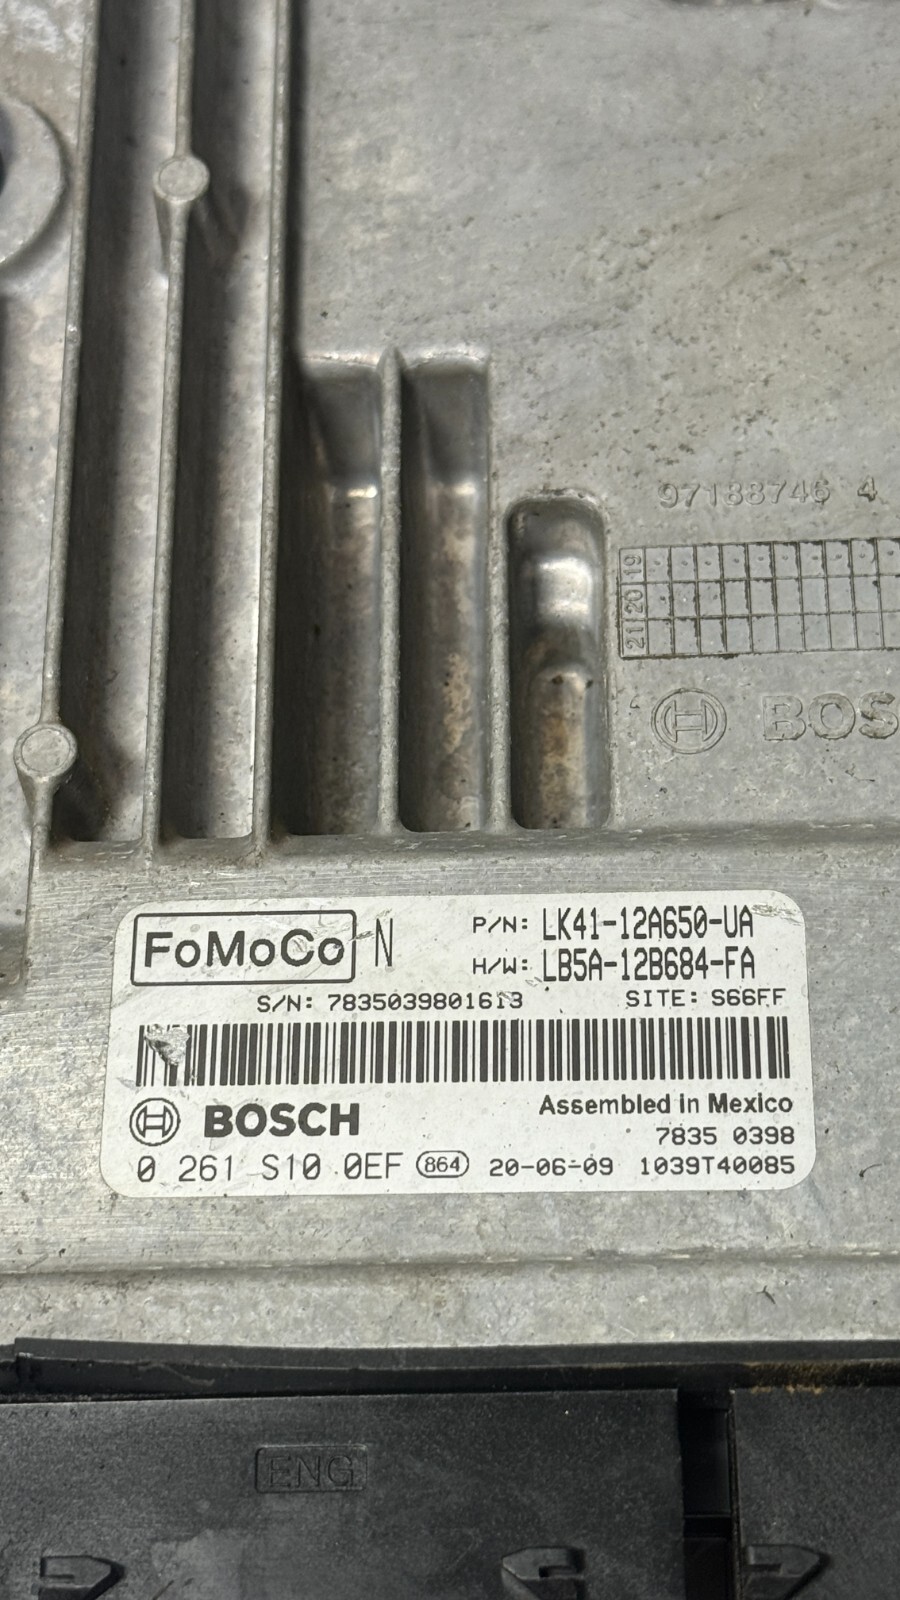 97188746 4
19
20
21
BOS
FoMoCo N
P/N: LK41-12A650-UA
H/W: LB5A-12B684-FA
S/N: 7835039801613
SITE: S66FF
BOSCH
Assembled in Mexico
7835 0398
0 261 S10 0EF 864 20-06-09 1039T40085
ENG